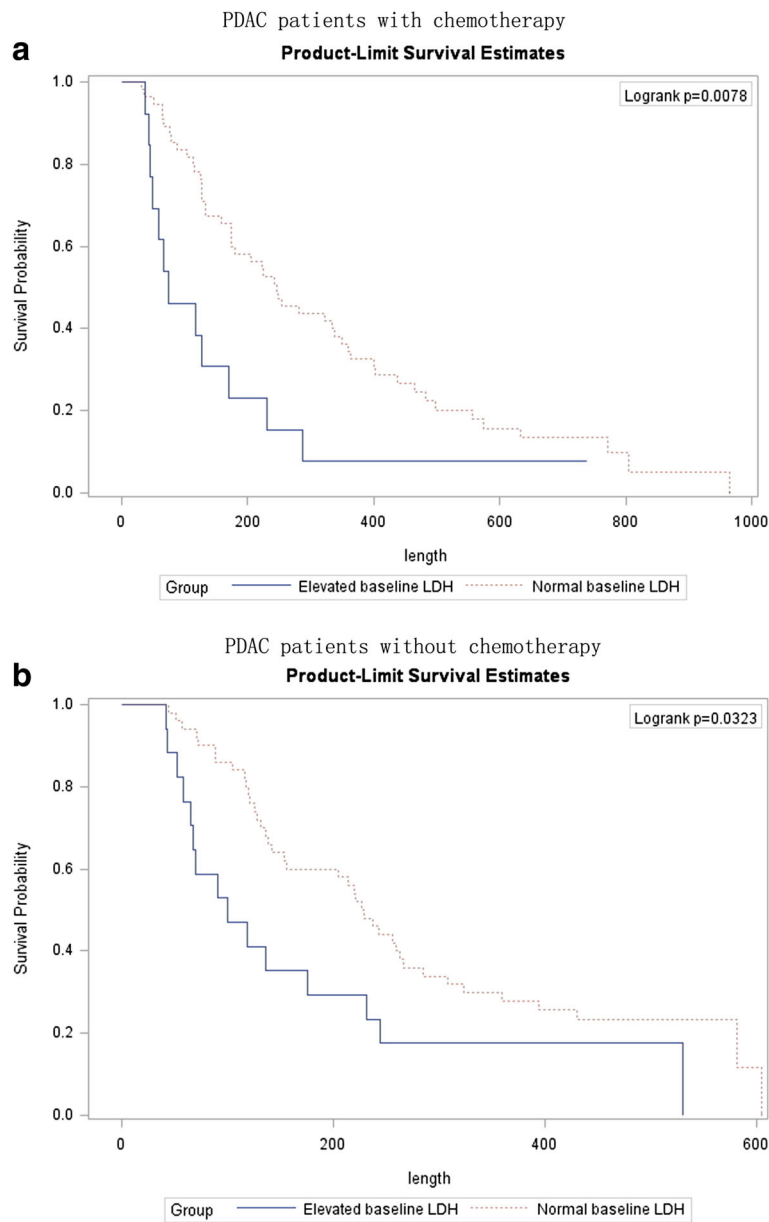 PDAC patients with chemotherapy
a
Product-Limit Survival Estimates
Logrank p=0.0078
1.0
0.8
0.6
0.4
0.2
0.0
Survival Probability
0 200 400 600 800 1000
length
Group Elevated baseline LDH Normal baseline LDH
PDAC patients without chemotherapy
b
Product-Limit Survival Estimates
Logrank p=0.0323
1.0
0.8
0.6
0.4
0.2
0.0
Survival Probability
0 200 400 600
length
Group Elevated baseline LDH Normal baseline LDH